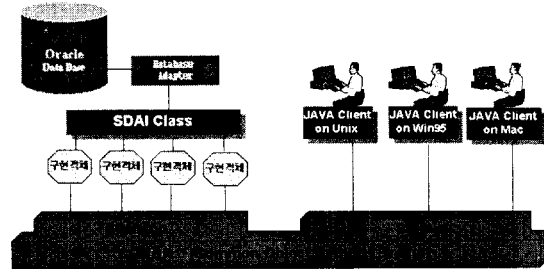 Oracle
Data Base
Database
Adaptor
SDAI Class
구현객체
구현객체
구현객체
구현객체
JAVA Client
on Unix
JAVA Client
on Win95
JAVA Client
on Mac